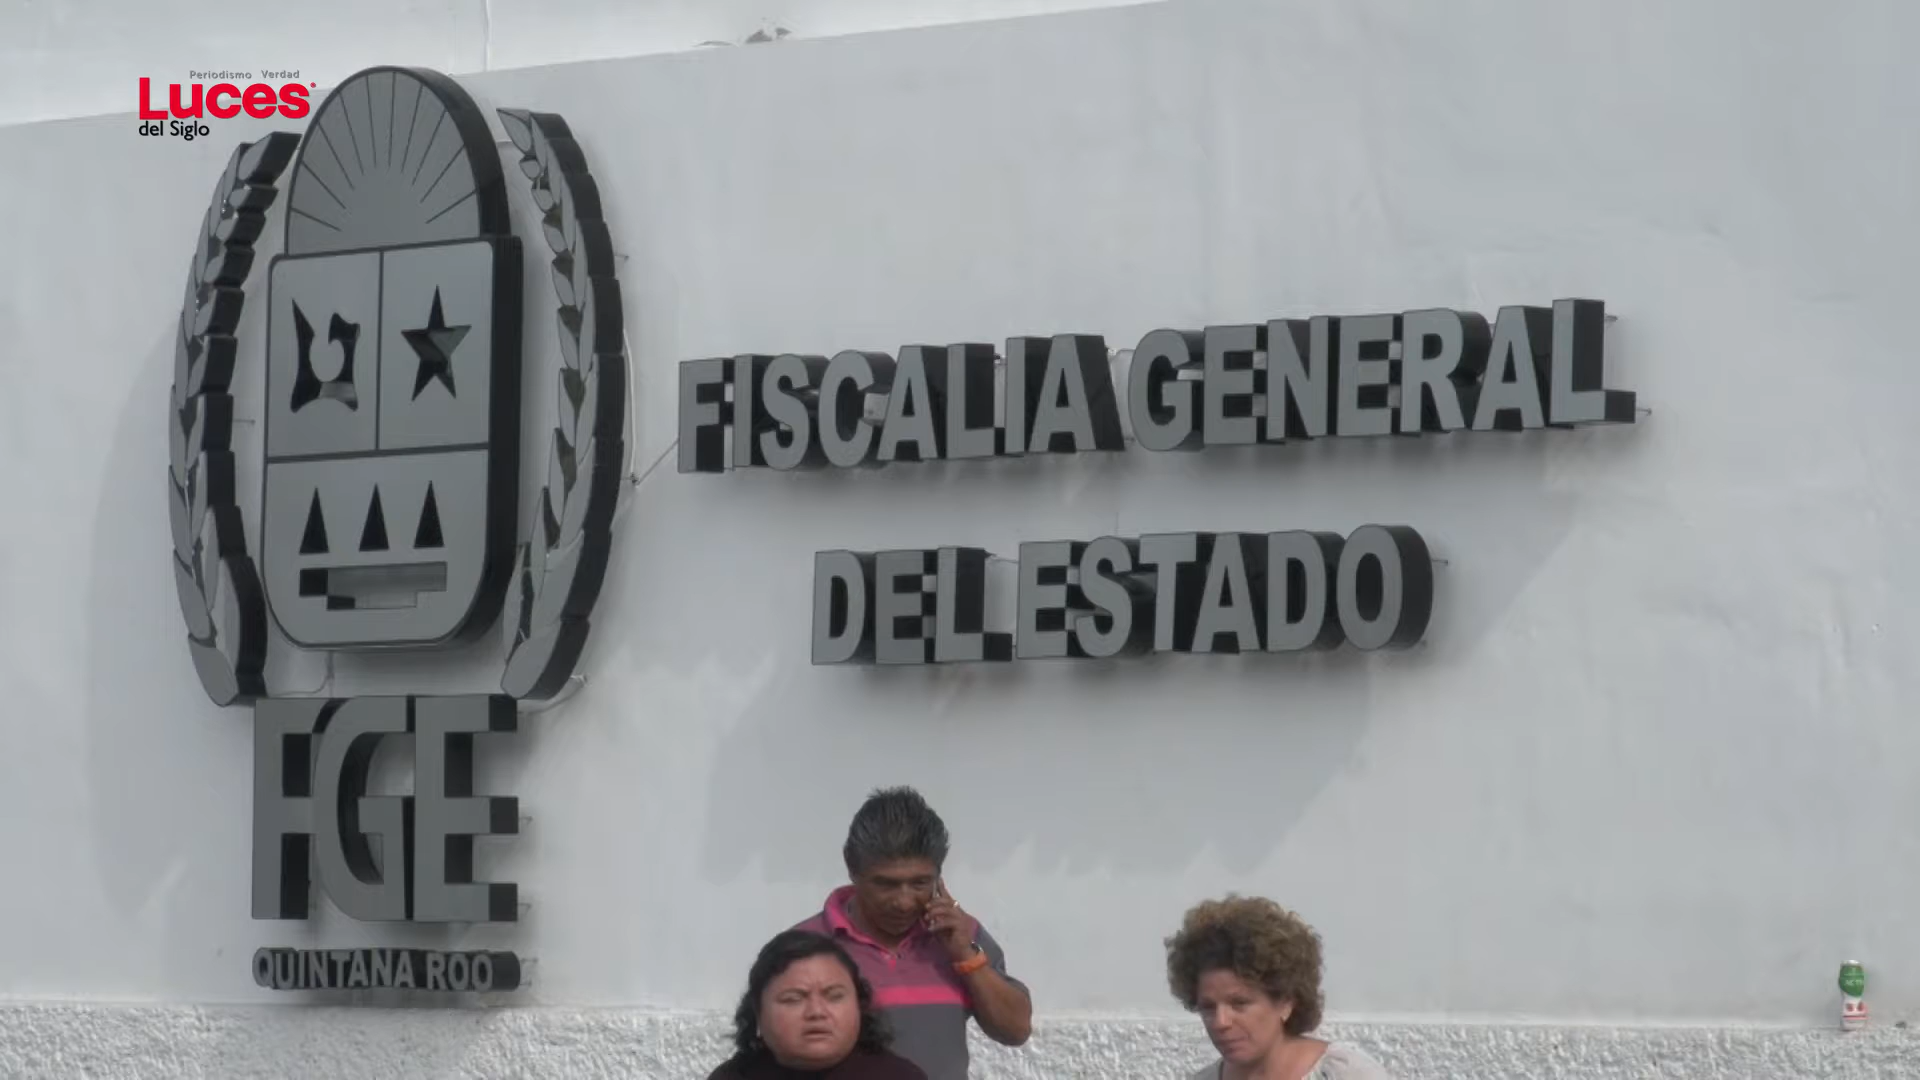 Periodismo Verdad
Luces
del Siglo
FISCALIA GENERAL
DEL ESTADO
FGE
QUINTANA ROO